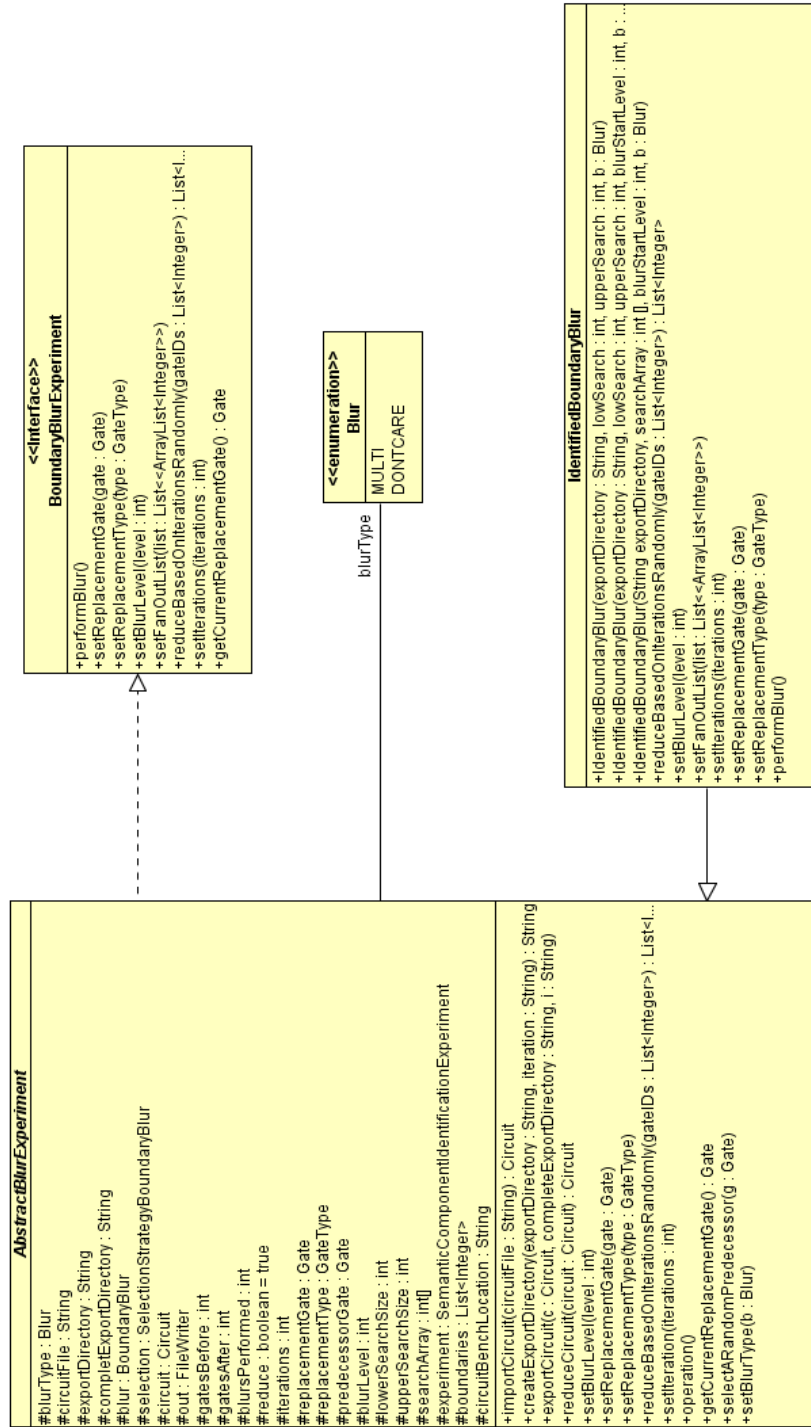 AbstractBlurExperiment
#blurType : Blur
#circuitFile : String
#exportDirectory : String
#completExportDirectory : String
#blur : BoundaryBlur
#selection : SelectionStrategyBoundaryBlur
#circuit : Circuit
#out : FileWriter
#gatesBefore : int
#gatesAfter : int
#blursPerformed : int
#reduce : boolean = true
#iterations : int
#replacementGate : Gate
#replacementType : GateType
#predecessorGate : Gate
#blurLevel : int
#lowerSearchSize : int
#upperSearchSize : int
#searchArray : int[]
#experiment : SemanticComponentIdentificationExperiment
#boundaries : List<Integer>
#circuitBenchLocation : String
+importCircuit(circuitFile : String) : Circuit
+createExportDirectory(exportDirectory : String, iteration : String) : String
+exportCircuit(c : Circuit, completeExportDirectory : String, i : String)
+reduceCircuit(circuit : Circuit) : Circuit
+setBlurLevel(level : int)
+setReplacementGate(gate : Gate)
+setReplacementType(type : GateType)
+reduceBasedOnIterationsRandomly(gateIDs : List<Integer>) : List<I...
+setIteration(iterations : int)
+operation()
+getCurrentReplacementGate() : Gate
+selectARandomPredecessor(g : Gate)
+setBlurType(b : Blur)
<<Interface>>
BoundaryBlurExperiment
+performBlur()
+setReplacementGate(gate : Gate)
+setReplacementType(type : GateType)
+setBlurLevel(level : int)
+setFanOutList(list : List<<ArrayList<Integer>>)
+reduceBasedOnIterationsRandomly(gateIDs : List<Integer>) : List<I...
+setIterations(iterations : int)
+getCurrentReplacementGate() : Gate
blurType
<<enumeration>>
Blur
MULTI
DONTCARE
IdentifiedBoundaryBlur
+IdentifiedBoundaryBlur(exportDirectory : String, lowSearch : int, upperSearch : int, b : Blur)
+IdentifiedBoundaryBlur(exportDirectory : String, lowSearch : int, upperSearch : int, blurStartLevel : int, b : ...
+IdentifiedBoundaryBlur(String exportDirectory, searchArray : int [], blurStartLevel : int, b : Blur)
+reduceBasedOnIterationsRandomly(gateIDs : List<Integer>) : List<Integer>
+setBlurLevel(level : int)
+setFanOutList(list : List<<ArrayList<Integer>>)
+setIterations(iterations : int)
+setReplacementGate(gate : Gate)
+setReplacementType(type : GateType)
+performBlur()